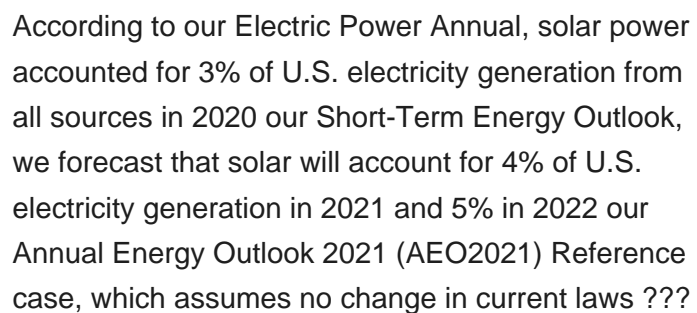 According to our Electric Power Annual, solar power
accounted for 3% of U.S. electricity generation from
all sources in 2020 our Short-Term Energy Outlook,
we forecast that solar will account for 4% of U.S.
electricity generation in 2021 and 5% in 2022 our
Annual Energy Outlook 2021 (AEO2021) Reference
case, which assumes no change in current laws ???